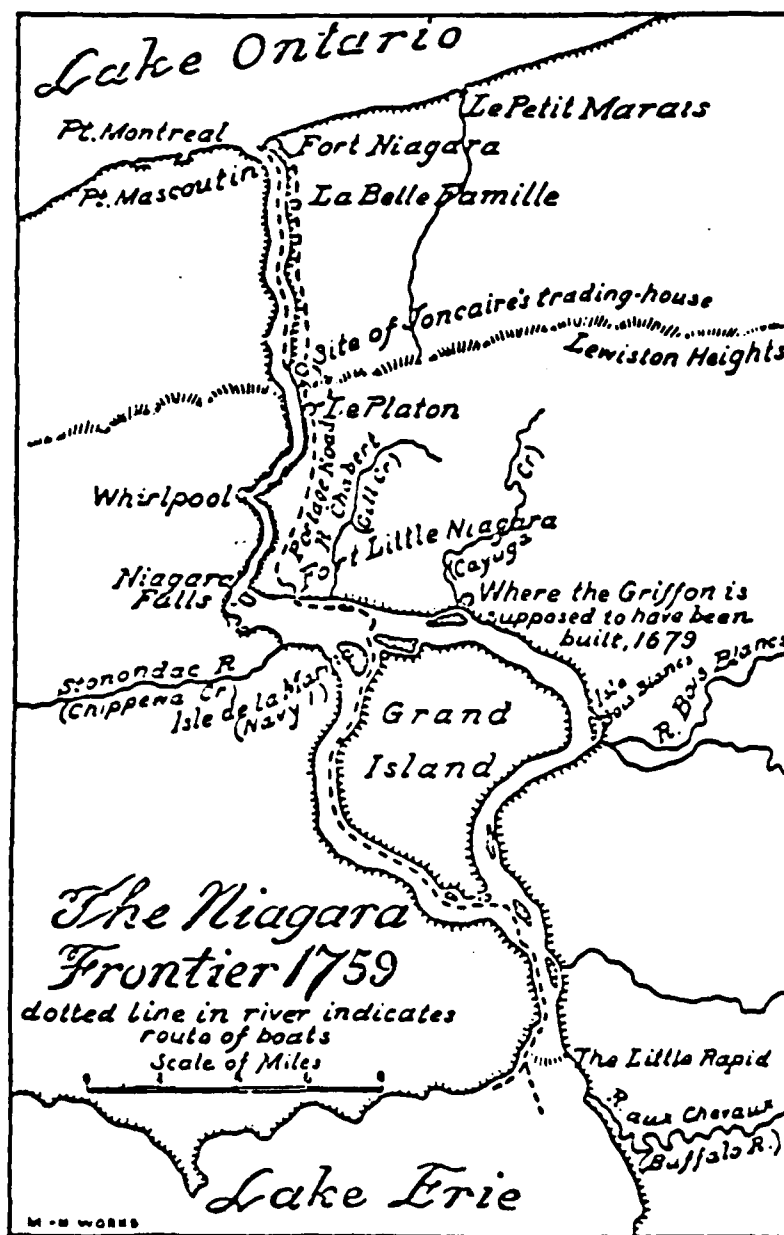 Lake Ontario
Le Petit Marais
Pt. Montreal
Fort Niagara
Pt. Mascoutin
La Belle Famille
Site of Joncaire's trading-house
Lewiston Heights
Le Platon
Portage Road
Chabert
(Gill Cr)
Whirlpool
Fort Little Niagara
(Cayuga
Cr)
Niagara
Falls
Where the Griffon is
supposed to have been
built, 1679
Stonondac R
(Chippewa Cr)
Isle de la
(Navy I)
Grand
Island
Isle
Bois Blancs
R. Bois Blancs
The Niagara
Frontier 1759
dotted line in river indicates
route of boats
Scale of Miles
The Little Rapid
R.
aux Chevaux
(Buffalo R.)
Lake Erie
WORKS